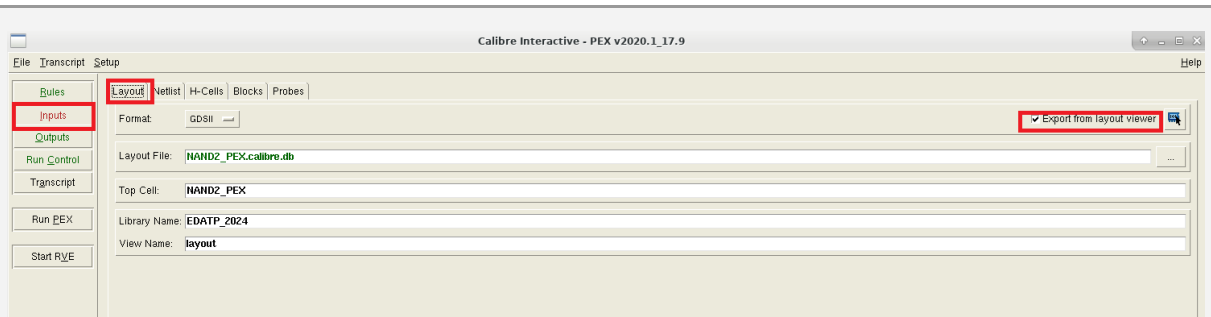 Calibre Interactive - PEX v2020.1_17.9
File Transcript Setup Help
Rules
Inputs
Outputs
Run Control
Transcript
Run PEX
Start RVE
Layout Netlist H-Cells Blocks Probes
Format: GDSII Export from layout viewer
Layout File: NAND2_PEX.calibre.db ...
Top Cell: NAND2_PEX
Library Name: EDATP_2024
View Name: layout